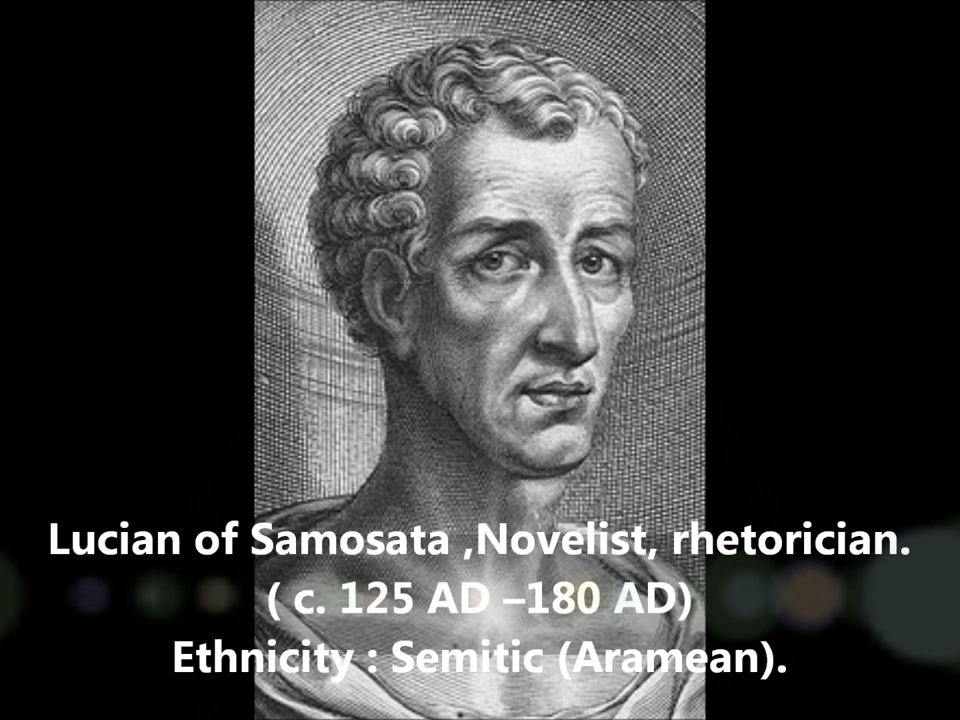 Lucian of Samosata ,Novelist, rhetorician.
( c. 125 AD –180 AD)
Ethnicity : Semitic (Aramean).